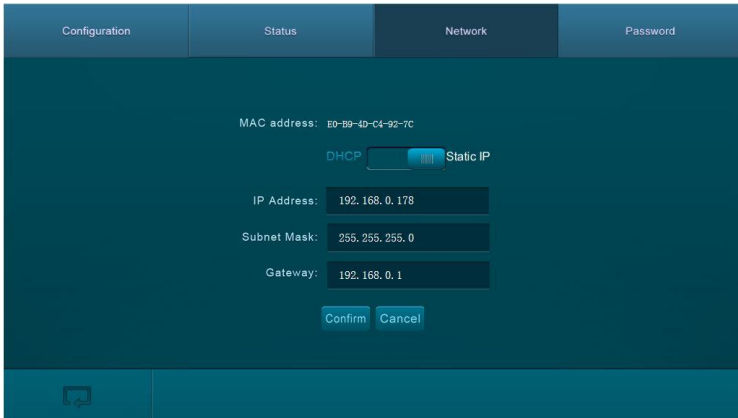 Configuration
Status
Network
Password
MAC address: E0-B9-4D-C4-92-7C
DHCP Static IP
IP Address: 192.168.0.178
Subnet Mask: 255.255.255.0
Gateway: 192.168.0.1
Confirm Cancel